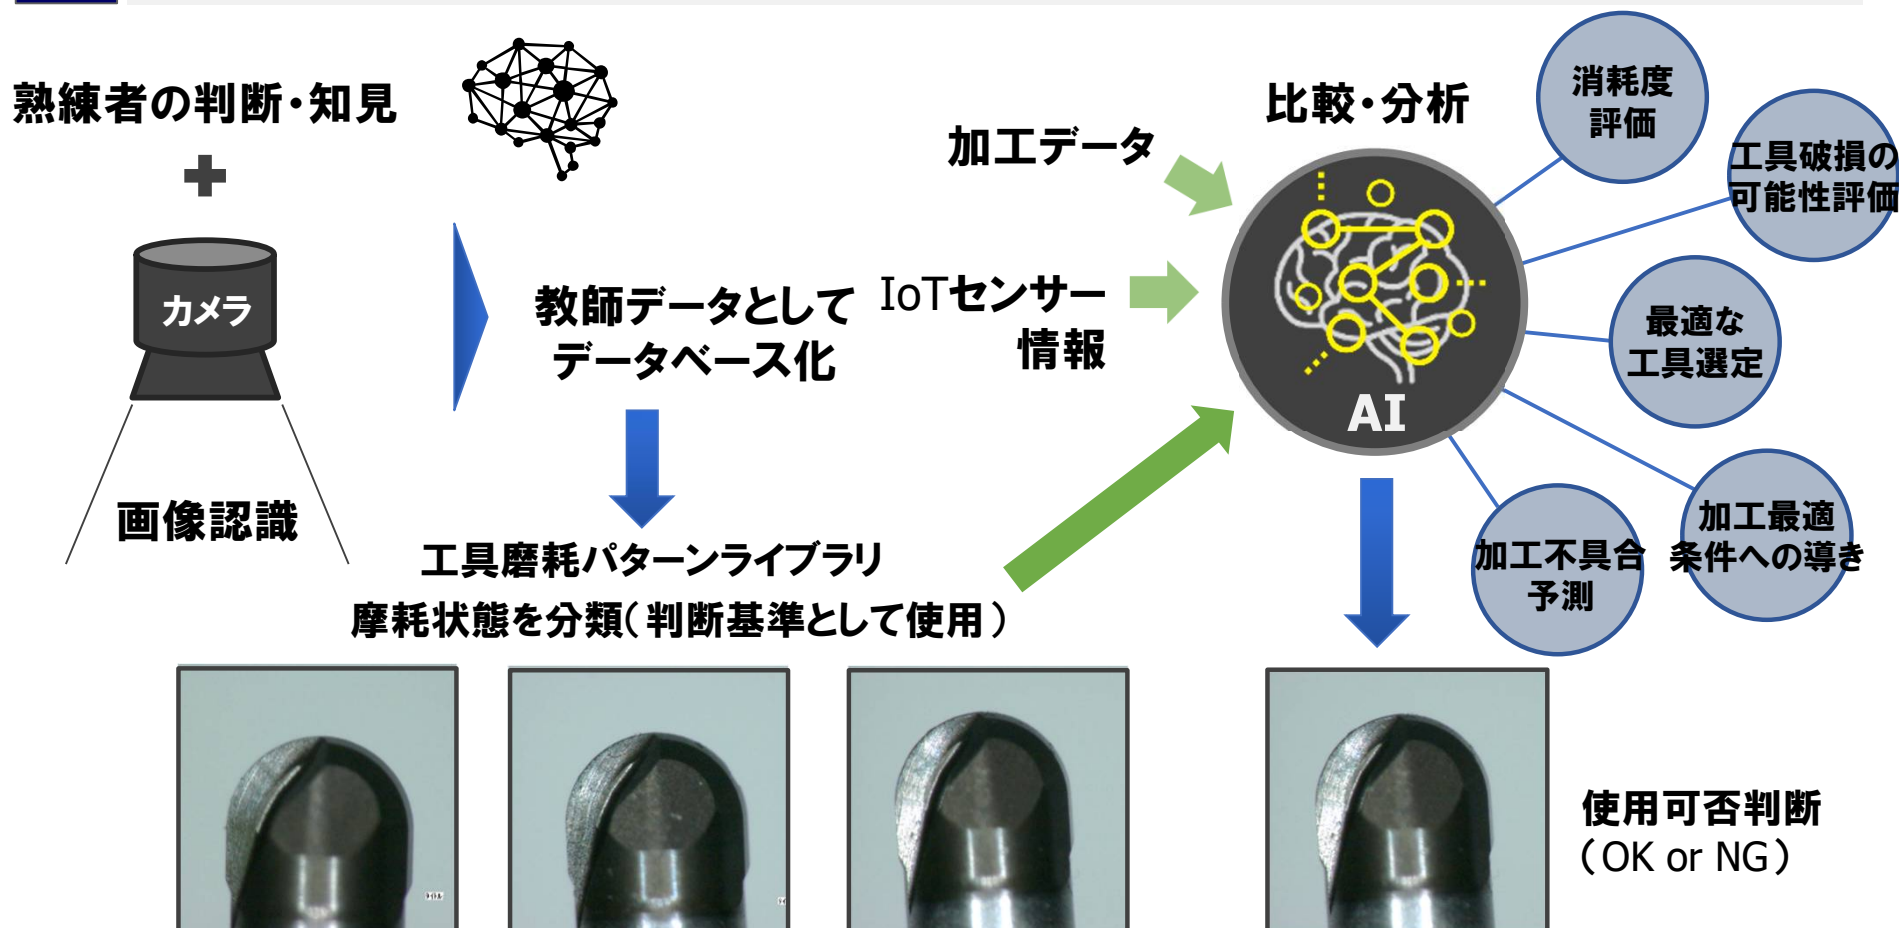 熟練者の判断・知見
カメラ
画像認識
教師データとして
データベース化
工具磨耗パターンライブラリ
摩耗状態を分類(判断基準として使用)
加工データ
IoTセンサー
情報
比較・分析
AI
消耗度
評価
工具破損の
可能性評価
最適な
工具選定
加工最適
条件への導き
加工不具合
予測
使用可否判断
(OK or NG)